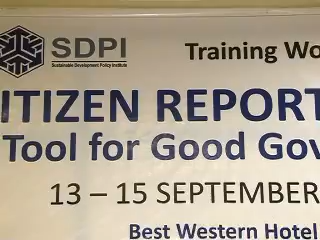 SDPI
Sustainable Development Policy Institute
Training Wo
ITIZEN REPORT
Tool for Good Gov
13 – 15 SEPTEMBER
Best Western Hotel